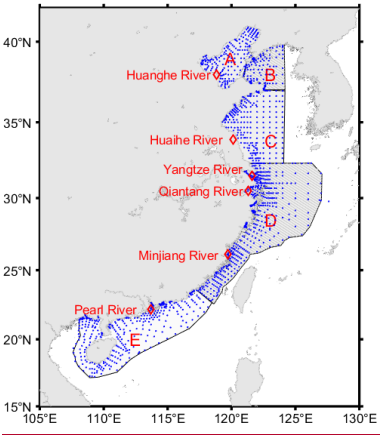 40°N
A
B
Huanghe River
35°N
Huaihe River
C
Yangtze River
30°N
Qiantang River
D
Minjiang River
25°N
Pearl River
E
20°N
15°N
105°E 110°E 115°E 120°E 125°E 130°E